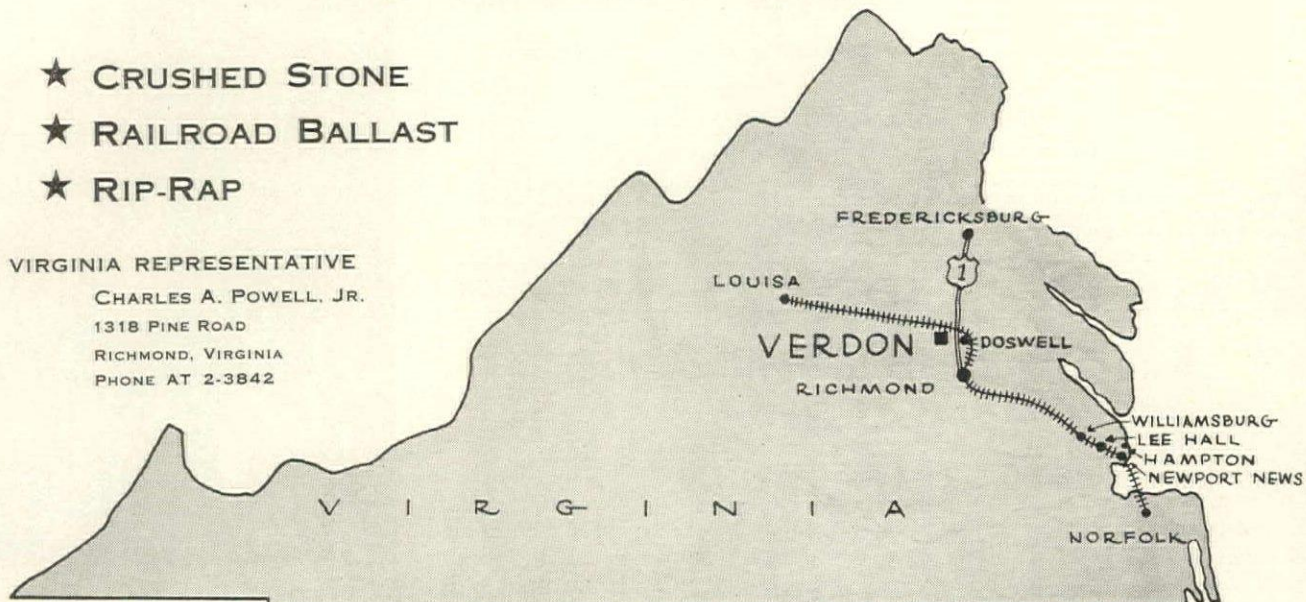 ★ CRUSHED STONE
★ RAILROAD BALLAST
★ RIP-RAP
VIRGINIA REPRESENTATIVE
CHARLES A. POWELL, JR.
1318 PINE ROAD
RICHMOND, VIRGINIA
PHONE AT 2-3842
FREDERICKSBURG
1
LOUISA
VERDON
DOSWELL
RICHMOND
WILLIAMSBURG
LEE HALL
HAMPTON
NEWPORT NEWS
VIRGINIA
NORFOLK